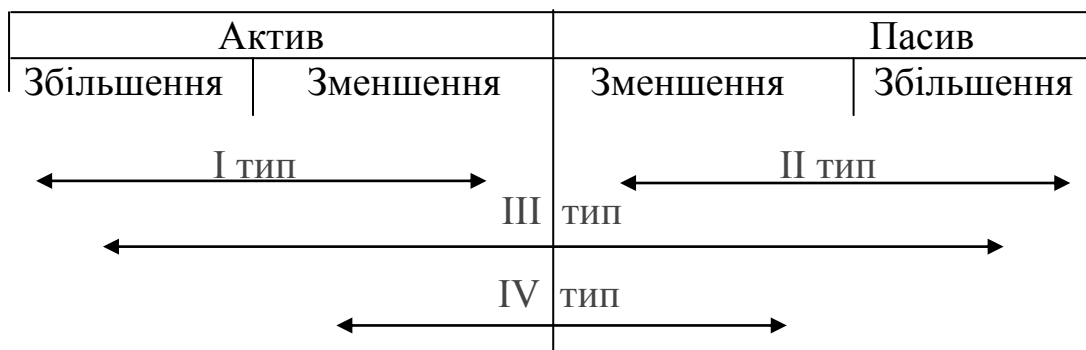 Актив Пасив
Збільшення Зменшення Зменшення Збільшення
I тип II тип
III тип
IV тип